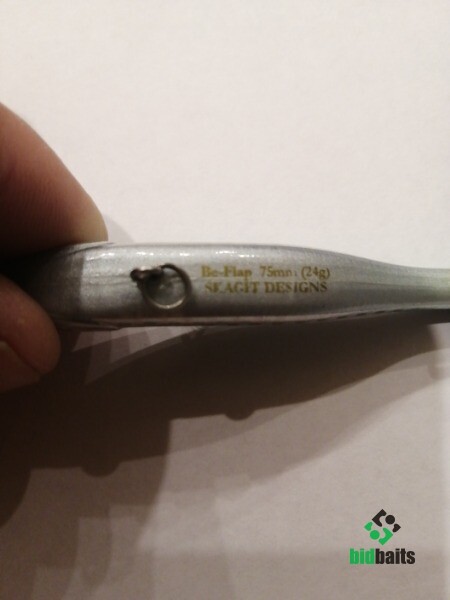 Be-Flap 75mm (24g)
SKAGIT DESIGNS
bidbaits